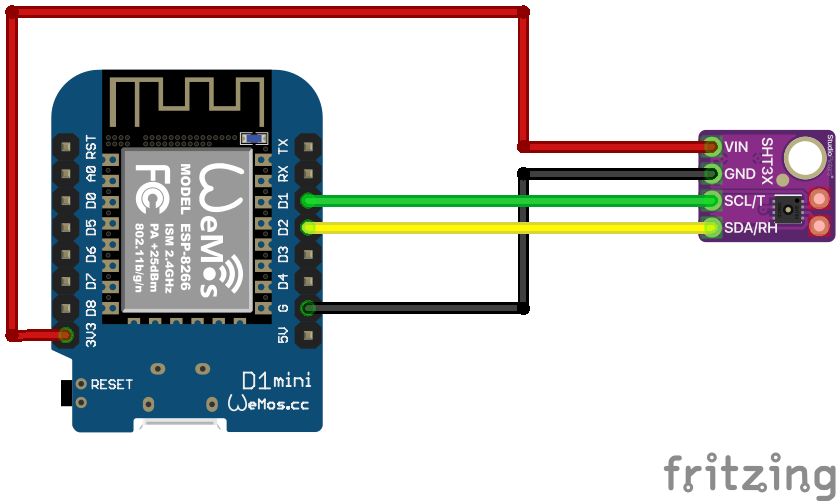 RST
A0
D0
D5
D6
D7
D8
3V3
TX
RX
D1
D2
D3
D4
G
5V
WeMos
MODEL ESP-8266
ISM 2.4GHz
PA +25dBm
802.11b/g/n
FC
RESET
D1 mini
WeMos.cc
VIN
GND
SCL/T
SDA/RH
SHT3X
fritzing